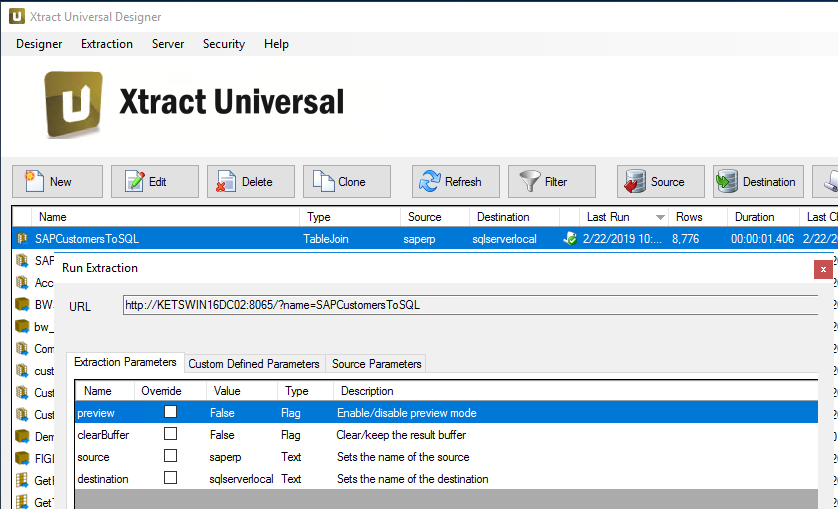 Xtract Universal Designer
Designer Extraction Server Security Help
U Xtract Universal
New Edit Delete Clone Refresh Filter Source Destination
Name Type Source Destination Last Run Rows Duration Last C
SAPCustomersToSQL TableJoin saperp sqlserverlocal 2/22/2019 10:... 8,776 00:00:01.406 2/22/2
SAP
Run Extraction x
Acc
URL http://KETSWIN16DC02:8065/?name=SAPCustomersToSQL
BW
bw_
Com
Extraction Parameters Custom Defined Parameters Source Parameters
cust
Name Override Value Type Description
Cust
preview False Flag Enable/disable preview mode
Cust
clearBuffer False Flag Clear/keep the result buffer
Dem
source saperp Text Sets the name of the source
FIGL
destination sqlserverlocal Text Sets the name of the destination
Get
GetT